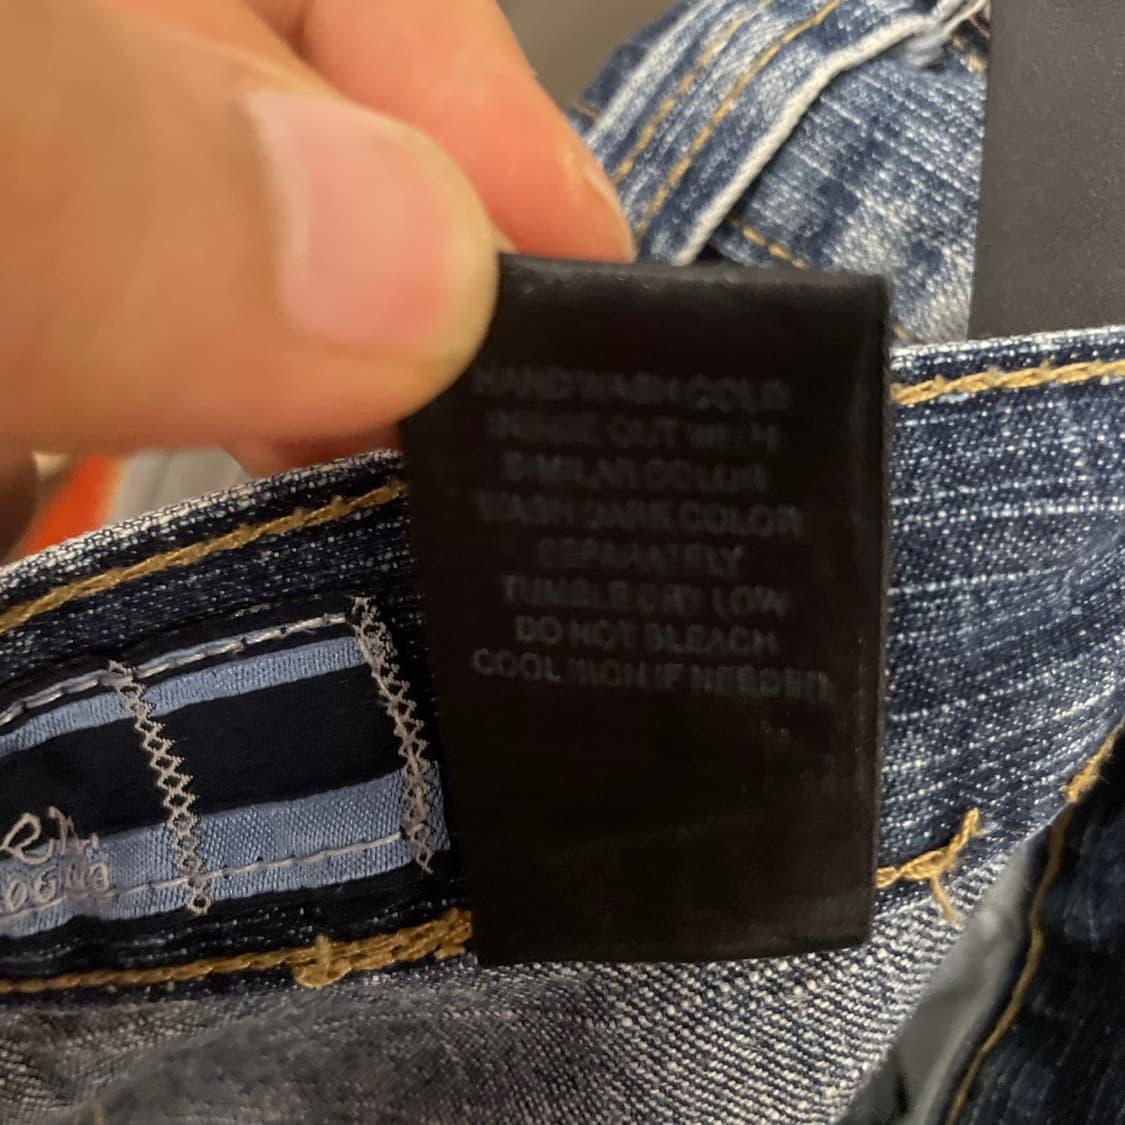 HAND WASH COLD
INSIDE OUT WITH
SIMILAR COLOR
WASH DARK COLOR
SEPARATELY
TUMBLE DRY LOW
DO NOT BLEACH
COOL IRON IF NEEDED